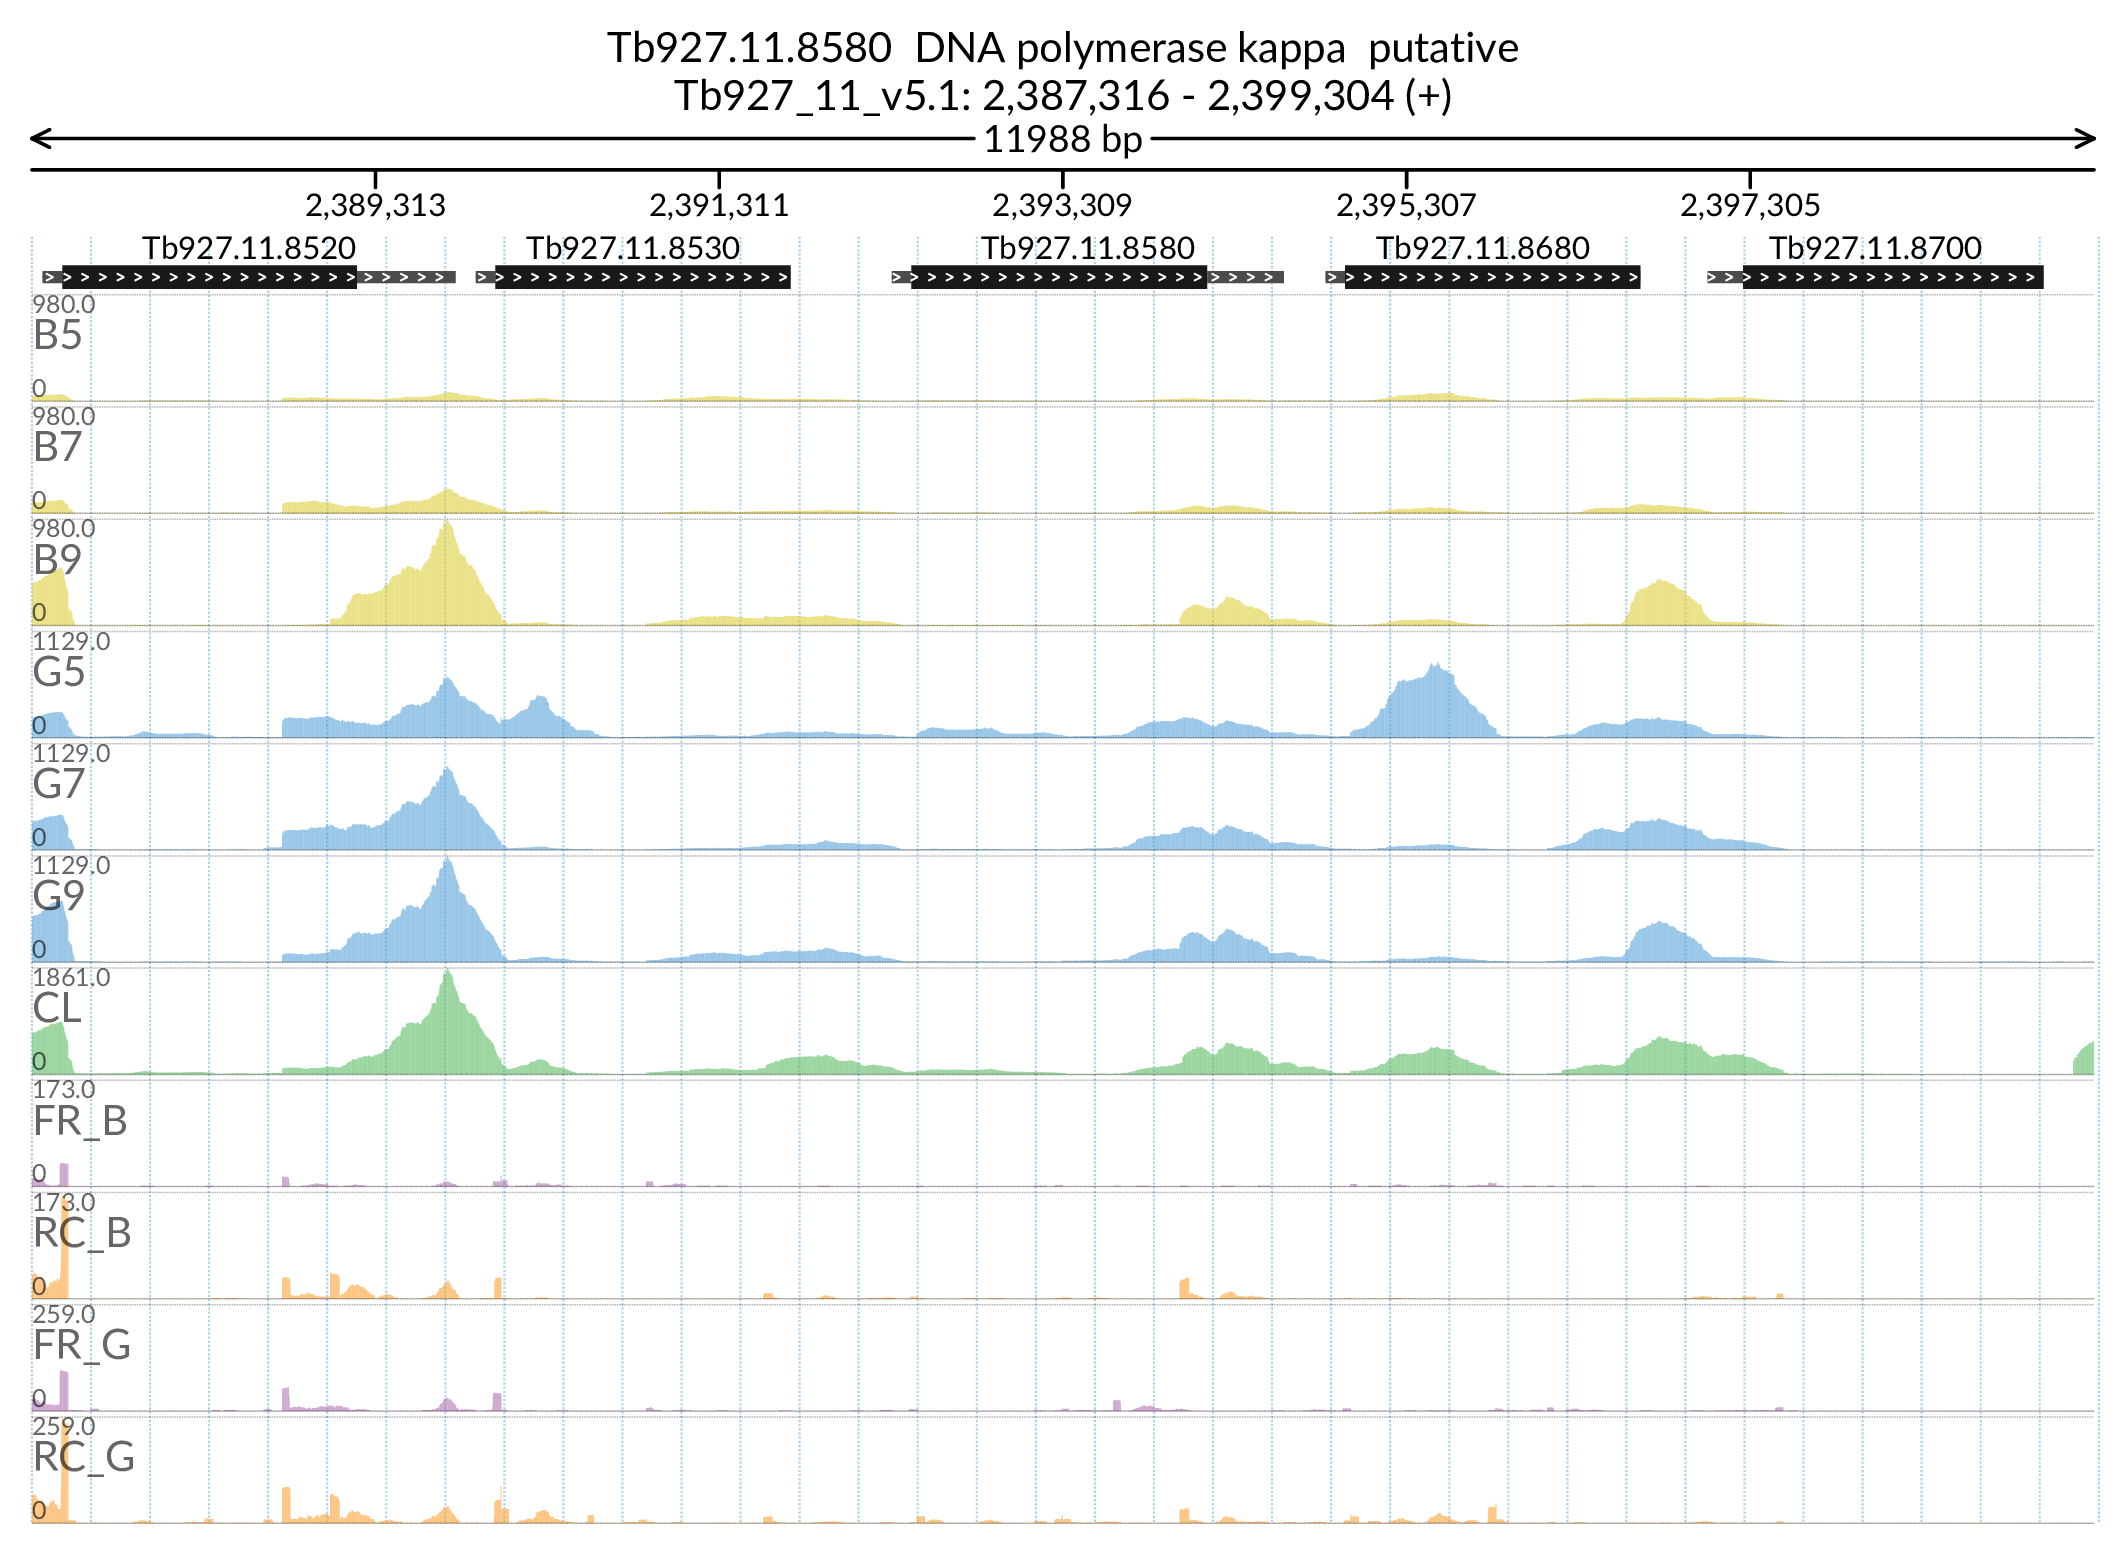 Tb927.11.8580  DNA polymerase kappa  putative
Tb927_11_v5.1: 2,387,316 - 2,399,304 (+)
11988 bp
2,389,313 2,391,311 2,393,309 2,395,307 2,397,305
Tb927.11.8520 Tb927.11.8530 Tb927.11.8580 Tb927.11.8680 Tb927.11.8700
980.0
B5
0
980.0
B7
0
980.0
B9
0
1129.0
G5
0
1129.0
G7
0
1129.0
G9
0
1861.0
CL
0
173.0
FR_B
0
173.0
RC_B
0
259.0
FR_G
0
259.0
RC_G
0